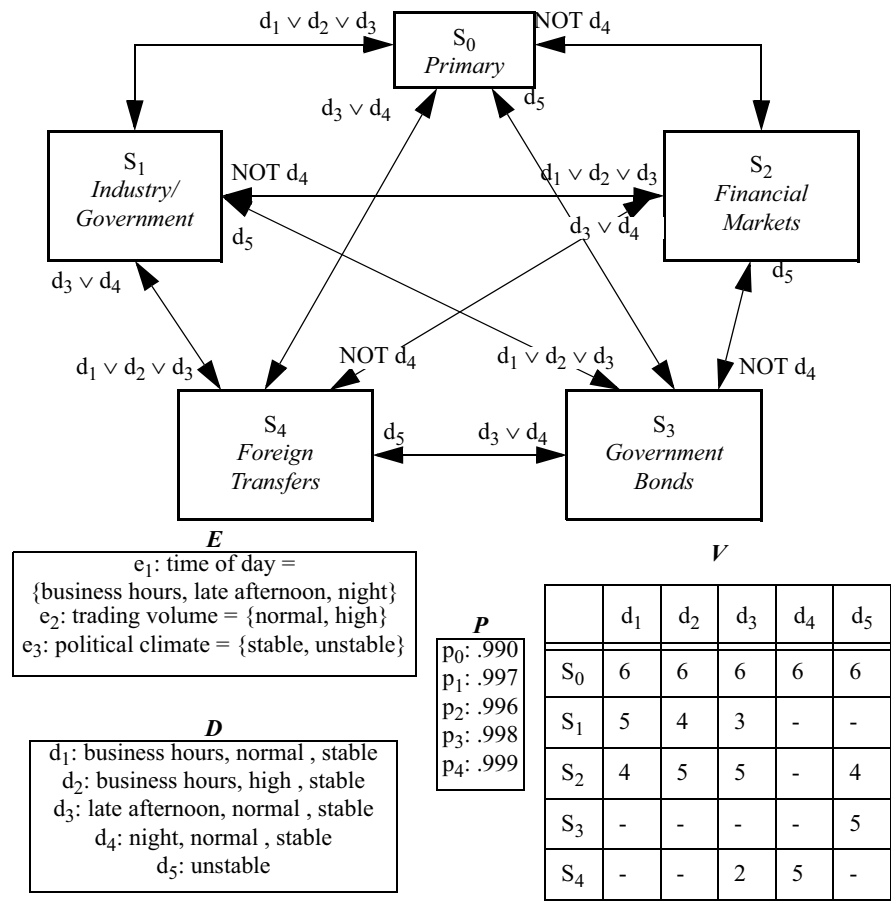 d₁ ∨ d₂ ∨ d₃
NOT d₄
S₀
Primary
d₃ ∨ d₄
d₅
S₁
Industry/
Government
NOT d₄
d₁ ∨ d₂ ∨ d₃
S₂
Financial
Markets
d₅
d₃ ∨ d₄
d₃ ∨ d₄
d₅
d₁ ∨ d₂ ∨ d₃
NOT d₄
d₁ ∨ d₂ ∨ d₃
NOT d₄
S₄
Foreign
Transfers
d₅
d₃ ∨ d₄
S₃
Government
Bonds
E
e₁: time of day =
{business hours, late afternoon, night}
e₂: trading volume = {normal, high}
e₃: political climate = {stable, unstable}
D
d₁: business hours, normal , stable
d₂: business hours, high , stable
d₃: late afternoon, normal , stable
d₄: night, normal , stable
d₅: unstable
P
p₀: .990
p₁: .997
p₂: .996
p₃: .998
p₄: .999
V
d₁ d₂ d₃ d₄ d₅
S₀ 6 6 6 6 6
S₁ 5 4 3 - -
S₂ 4 5 5 - 4
S₃ - - - - 5
S₄ - - 2 5 -